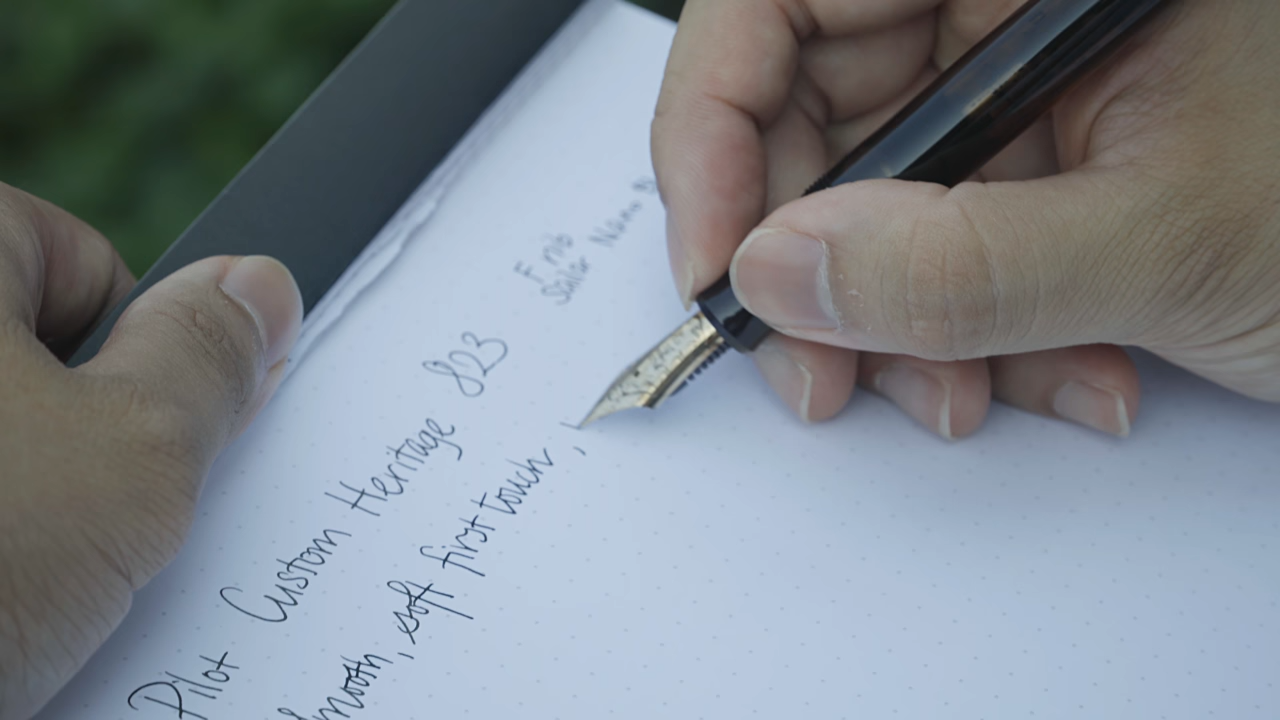 Pilot Custom Heritage 823
F nib
Sailor Nano
Smooth, soft first touch,